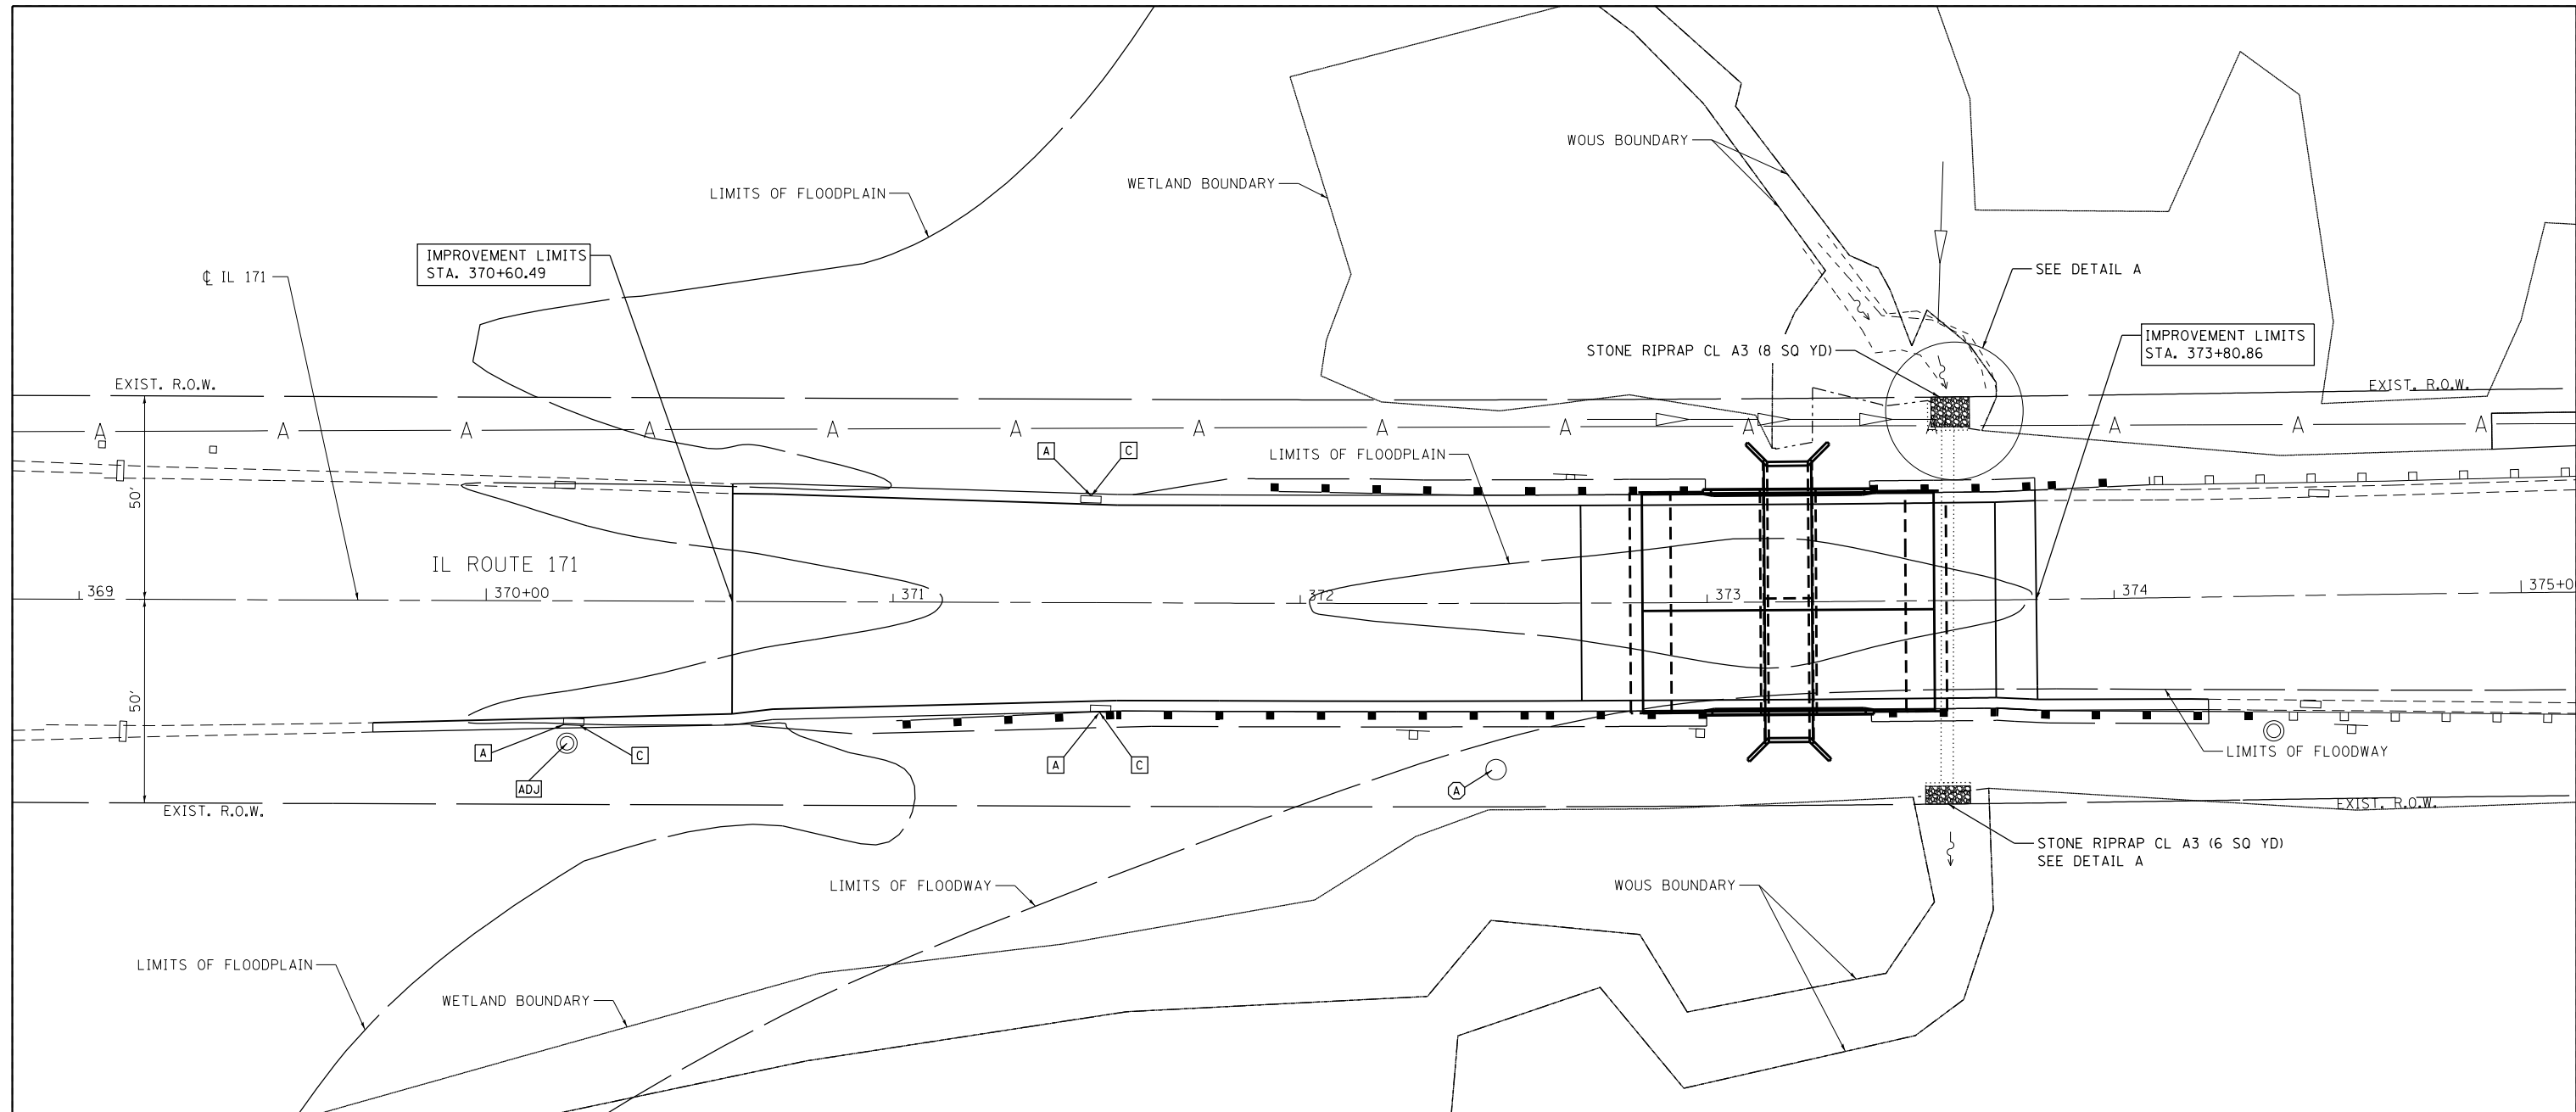 WOUS BOUNDARY
WETLAND BOUNDARY
LIMITS OF FLOODPLAIN
IMPROVEMENT LIMITS
STA. 370+60.49
℄ IL 171
SEE DETAIL A
IMPROVEMENT LIMITS
STA. 373+80.86
STONE RIPRAP CL A3 (8 SQ YD)
EXIST. R.O.W.
EXIST. R.O.W.
A A A A A A A A A A A A A A
A C
LIMITS OF FLOODPLAIN
50'
IL ROUTE 171
369 370+00 371 372 373 374 375+0
50'
A C
ADJ
A C
A
LIMITS OF FLOODWAY
EXIST. R.O.W.
EXIST. R.O.W.
STONE RIPRAP CL A3 (6 SQ YD)
SEE DETAIL A
LIMITS OF FLOODWAY
WOUS BOUNDARY
LIMITS OF FLOODPLAIN
WETLAND BOUNDARY